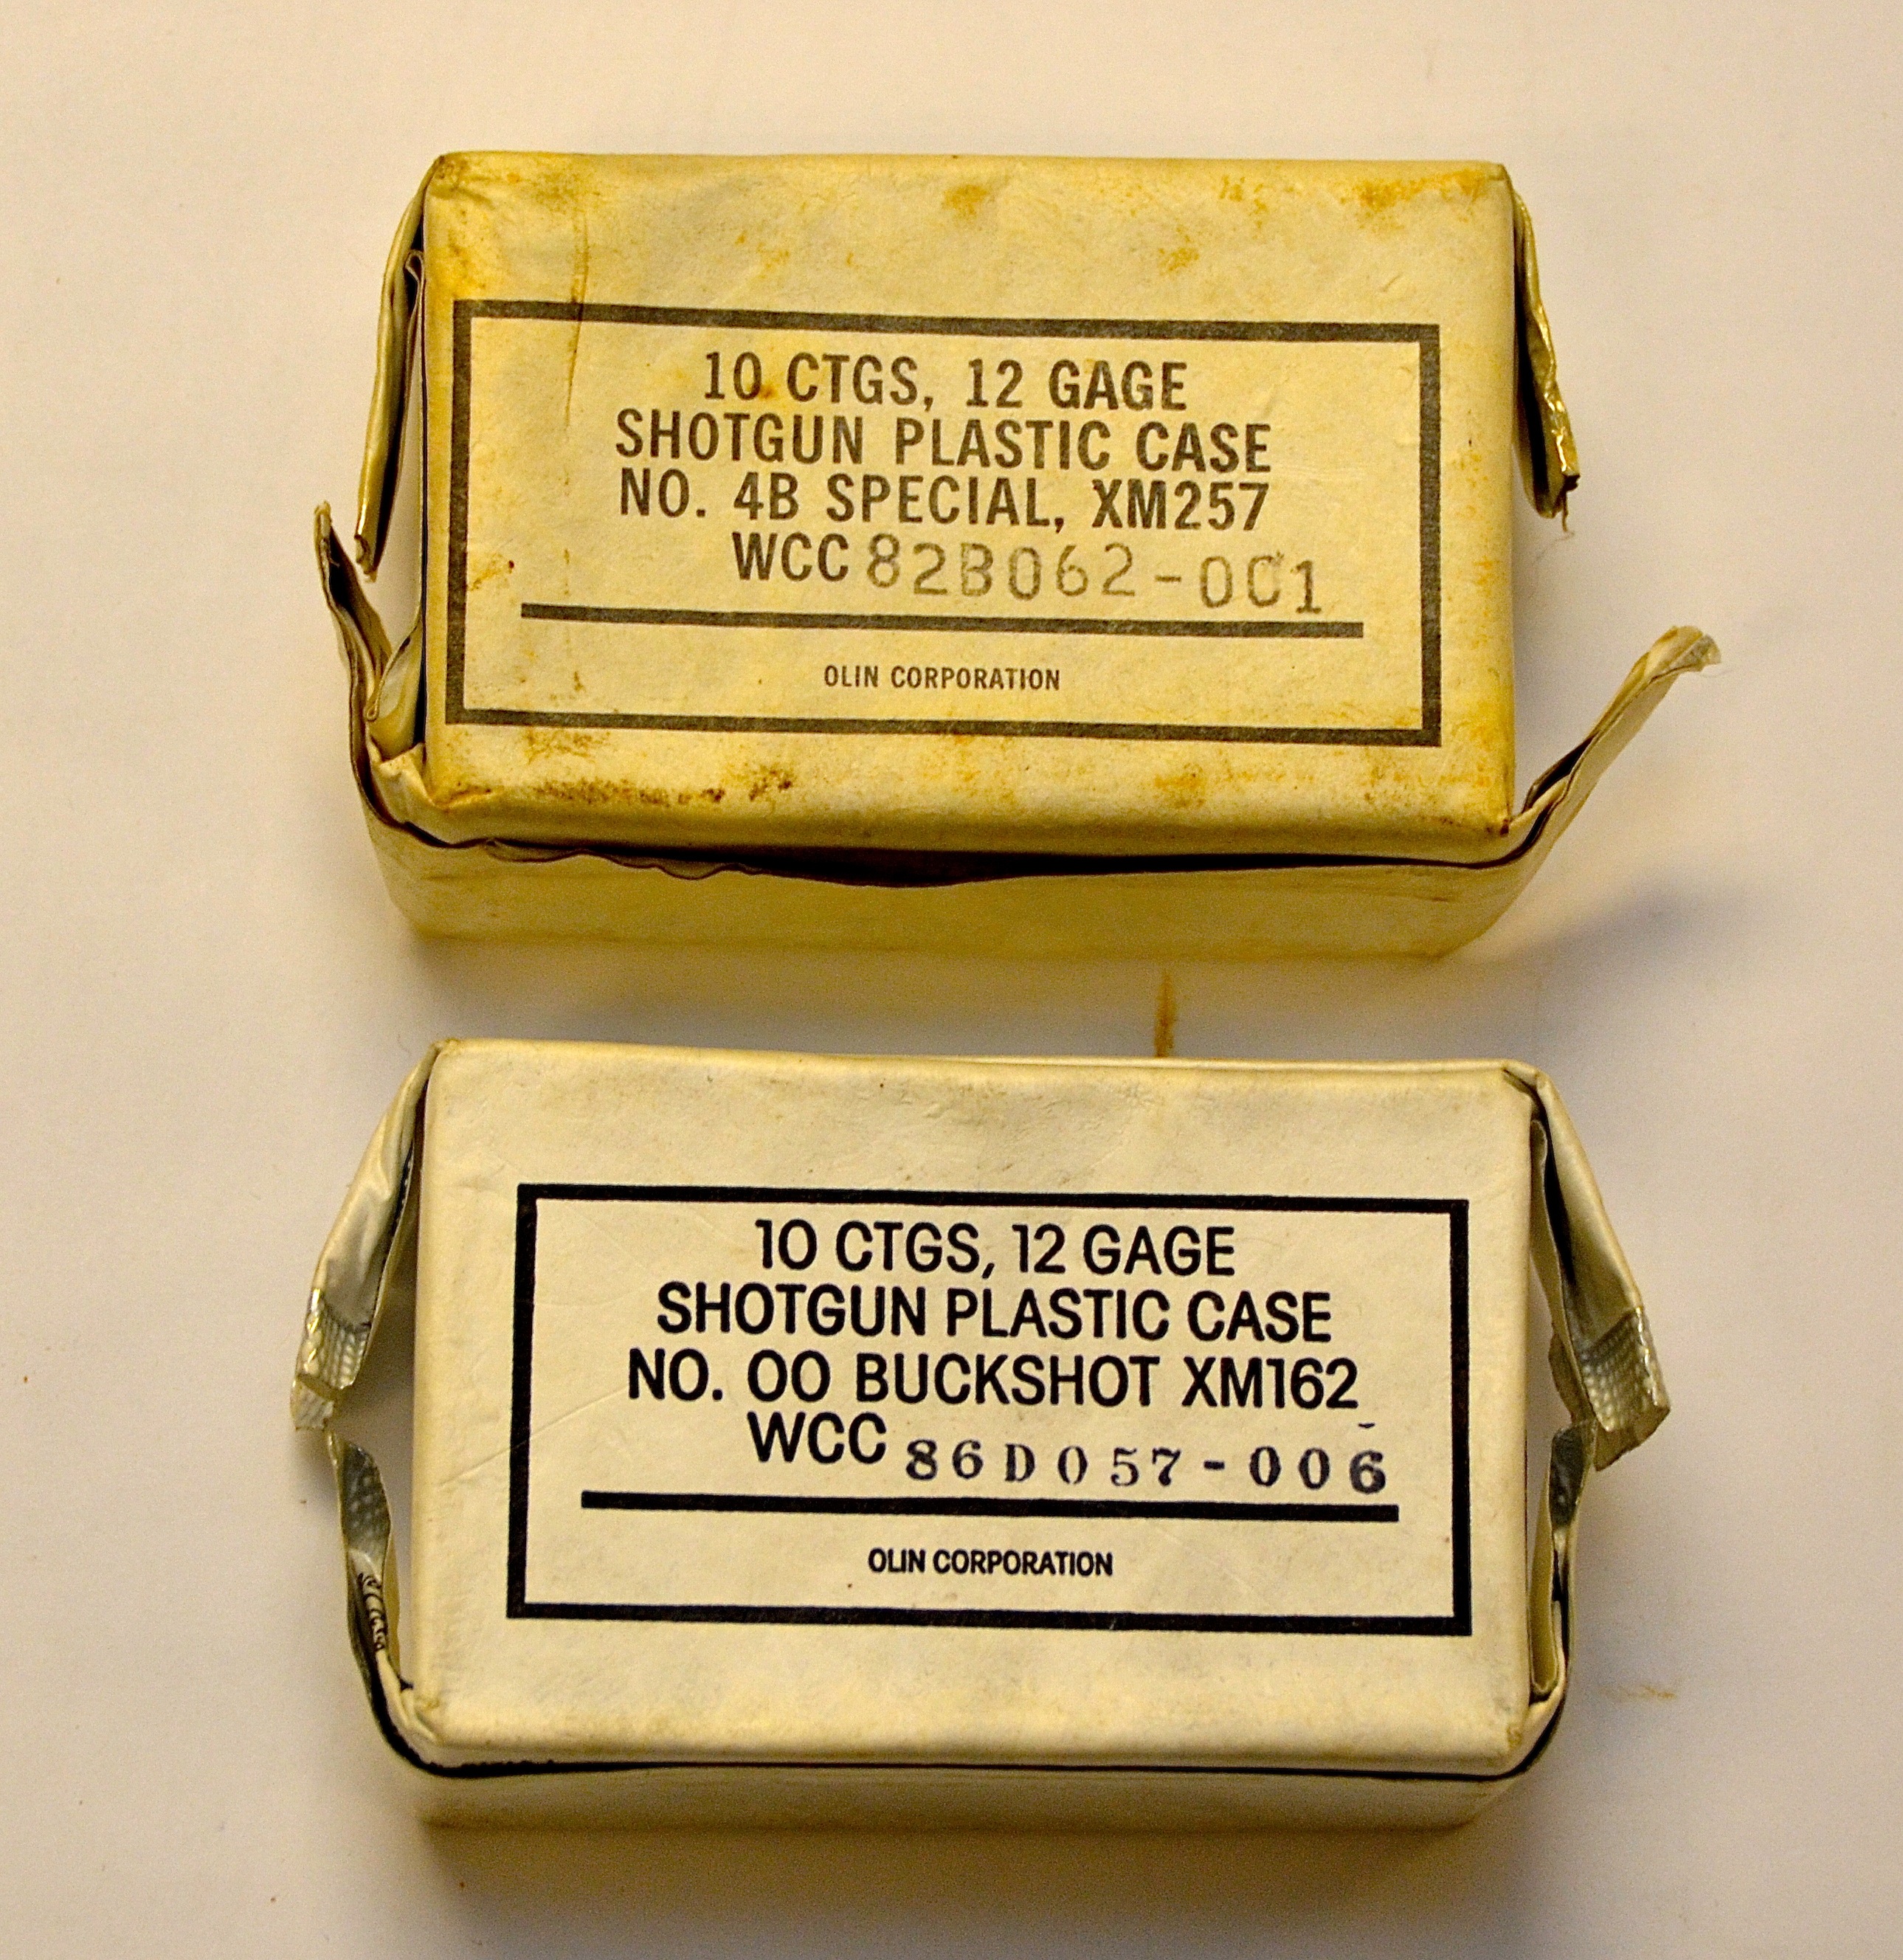 10 CTGS, 12 GAGE
SHOTGUN PLASTIC CASE
NO. 4B SPECIAL, XM257
WCC 82B062-001
OLIN CORPORATION
10 CTGS, 12 GAGE
SHOTGUN PLASTIC CASE
NO. 00 BUCKSHOT XM162
WCC 86D057-006
OLIN CORPORATION